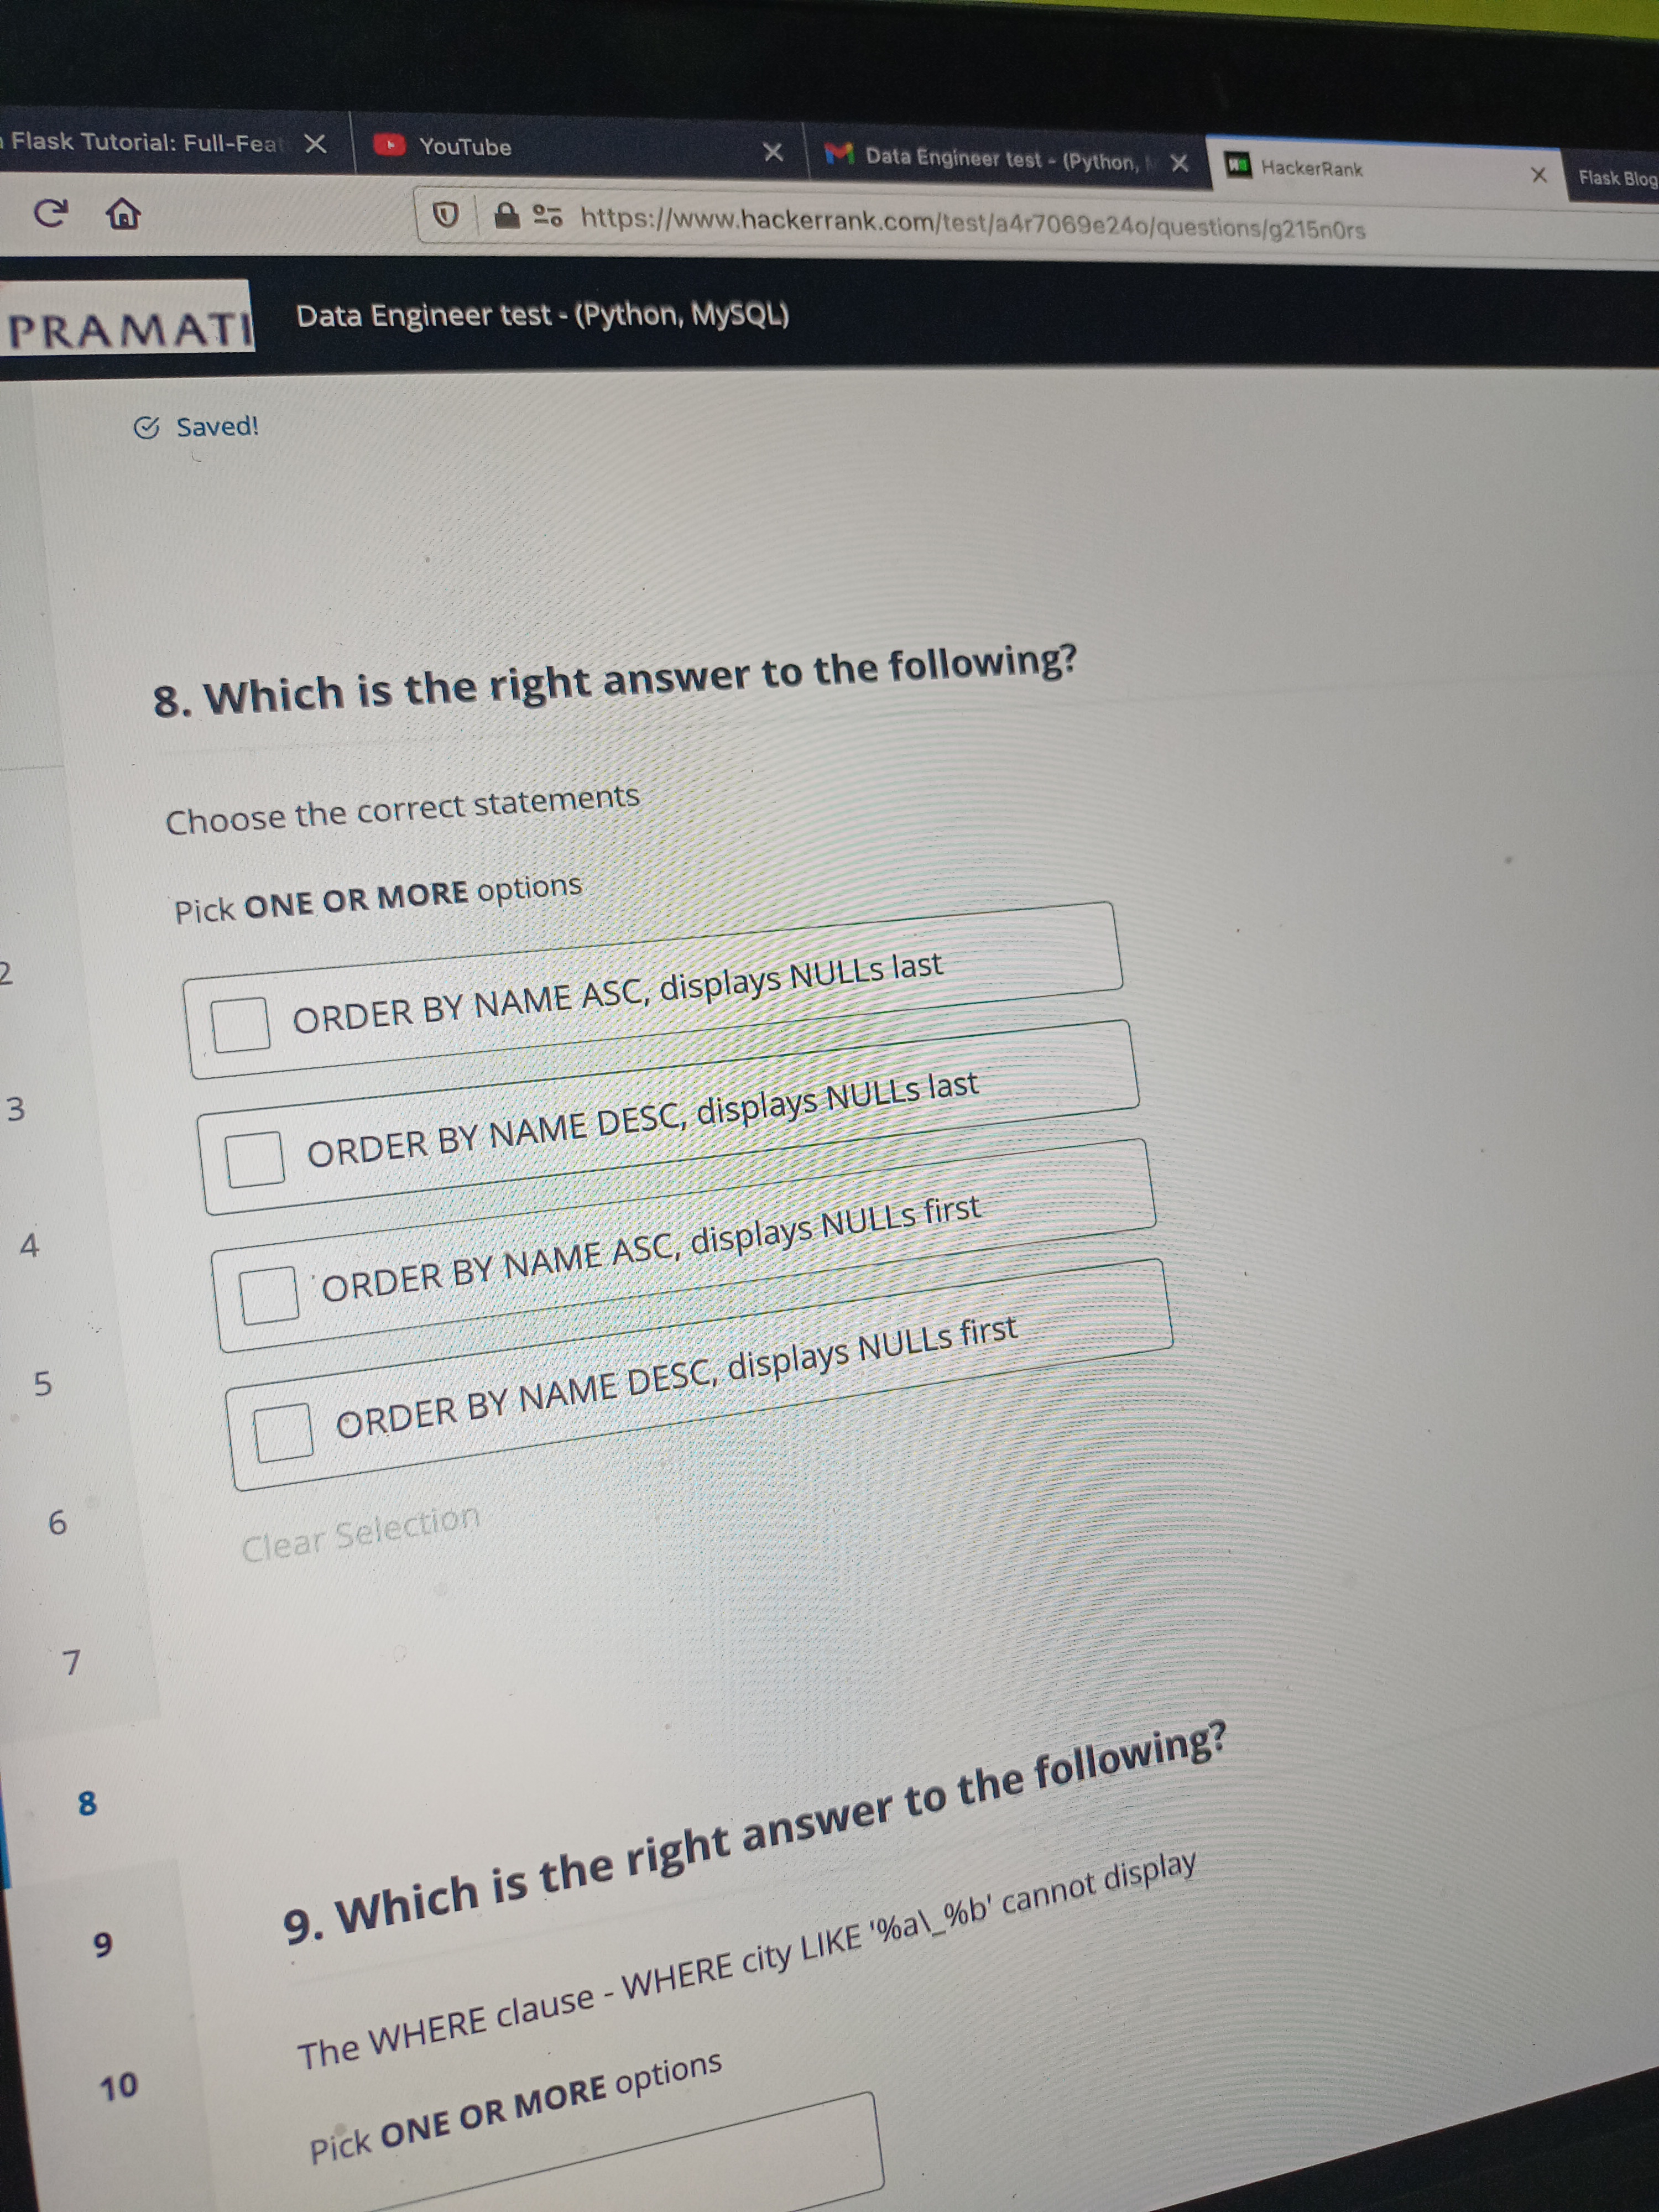 Flask Tutorial: Full-Feat
YouTube
Data Engineer test - (Python,
HackerRank
Flask Blog
https://www.hackerrank.com/test/a4r7069e24o/questions/g215n0rs
PRAMATI
Data Engineer test - (Python, MySQL)
Saved!
8. Which is the right answer to the following?
Choose the correct statements
Pick ONE OR MORE options
ORDER BY NAME ASC, displays NULLs last
ORDER BY NAME DESC, displays NULLs last
ORDER BY NAME ASC, displays NULLs first
ORDER BY NAME DESC, displays NULLs first
Clear Selection
2
3
4
5
6
7
8
9
10
9. Which is the right answer to the following?
The WHERE clause - WHERE city LIKE '%a\_%b' cannot display
Pick ONE OR MORE options